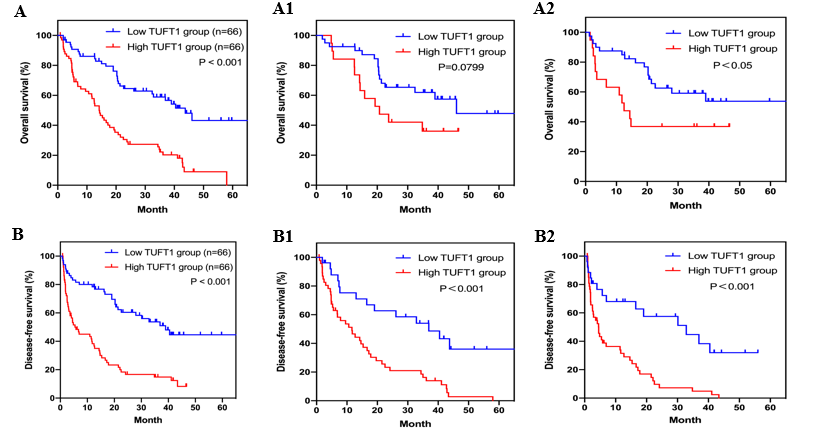 A
Low TUFT1 group (n=66)
High TUFT1 group (n=66)
P < 0.001
Overall survival (%)
100
80
60
40
20
0
0 10 20 30 40 50 60
Month
A1
Low TUFT1 group
High TUFT1 group
P=0.0799
Overall survival (%)
100
80
60
40
20
0
0 10 20 30 40 50 60
Month
A2
Low TUFT1 group
High TUFT1 group
P < 0.05
Overall survival (%)
100
80
60
40
20
0
0 10 20 30 40 50 60
Month
B
Low TUFT1 group (n=66)
High TUFT1 group (n=66)
P < 0.001
Disease-free survival (%)
100
80
60
40
20
0
0 10 20 30 40 50 60
Month
B1
Low TUFT1 group
High TUFT1 group
P < 0.001
Disease-free survival (%)
100
80
60
40
20
0
0 10 20 30 40 50 60
Month
B2
Low TUFT1 group
High TUFT1 group
P < 0.001
Disease-free survival (%)
100
80
60
40
20
0
0 10 20 30 40 50 60
Month